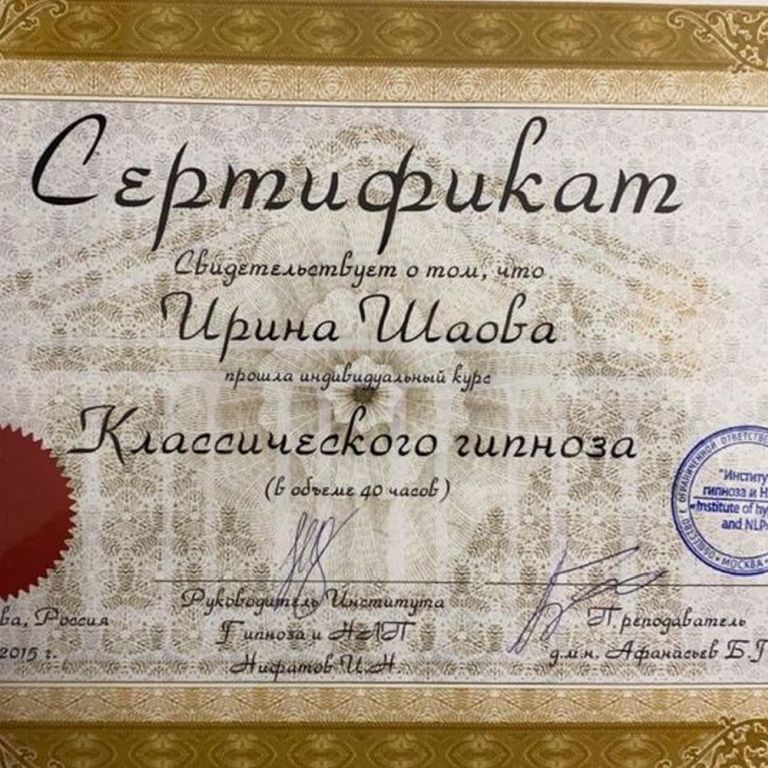 Сертификат
Свидетельствует о том, что
Ирина Шаова
прошла индивидуальный курс
Классического гипноза
(в объеме 40 часов)
Руководитель Института
Гипноза и НЛП
Нифатов И.Н.
Преподаватель
д.м.н. Афанасьев Б.Г
ва, Россия
2015 г.
"Институ
гипноза и Н
Institute of hy
and NLP
МОСКВА